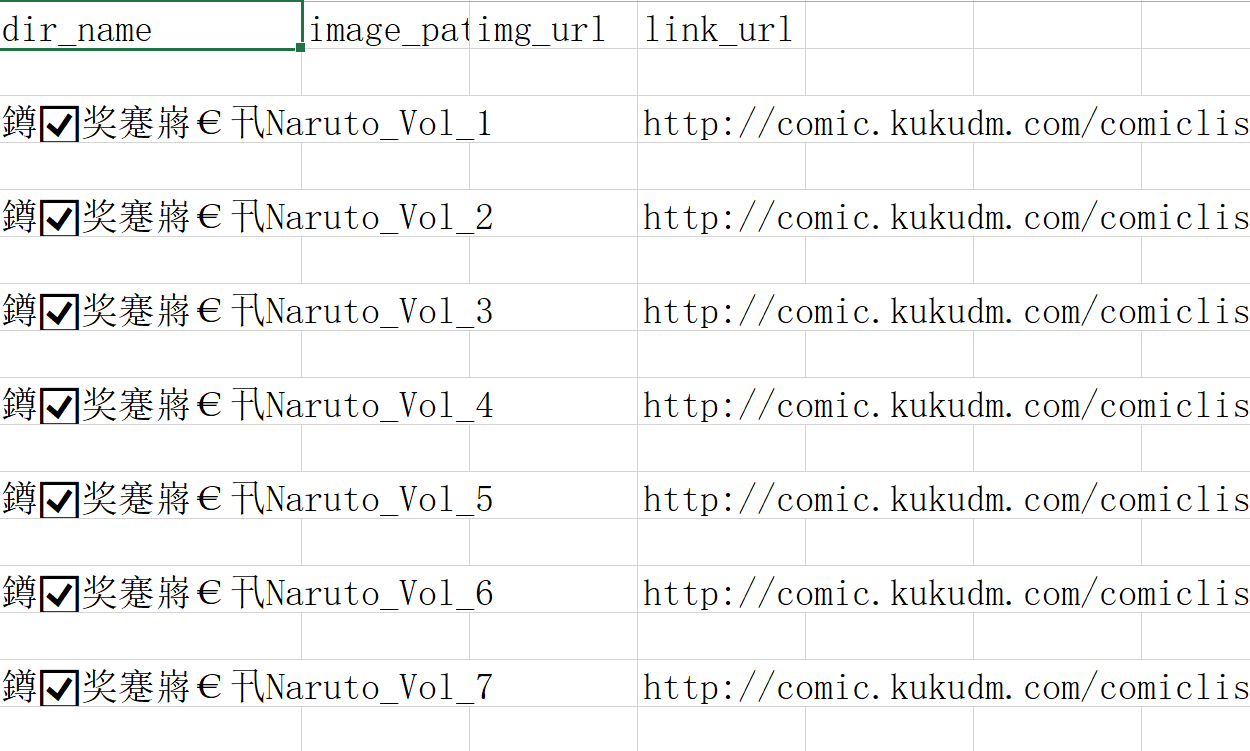 dir_name image_pat img_url link_url
鐏☑奖蹇嶈€卂Naruto_Vol_1 http://comic.kukudm.com/comiclis
鐏☑奖蹇嶈€卂Naruto_Vol_2 http://comic.kukudm.com/comiclis
鐏☑奖蹇嶈€卂Naruto_Vol_3 http://comic.kukudm.com/comiclis
鐏☑奖蹇嶈€卂Naruto_Vol_4 http://comic.kukudm.com/comiclis
鐏☑奖蹇嶈€卂Naruto_Vol_5 http://comic.kukudm.com/comiclis
鐏☑奖蹇嶈€卂Naruto_Vol_6 http://comic.kukudm.com/comiclis
鐏☑奖蹇嶈€卂Naruto_Vol_7 http://comic.kukudm.com/comiclis